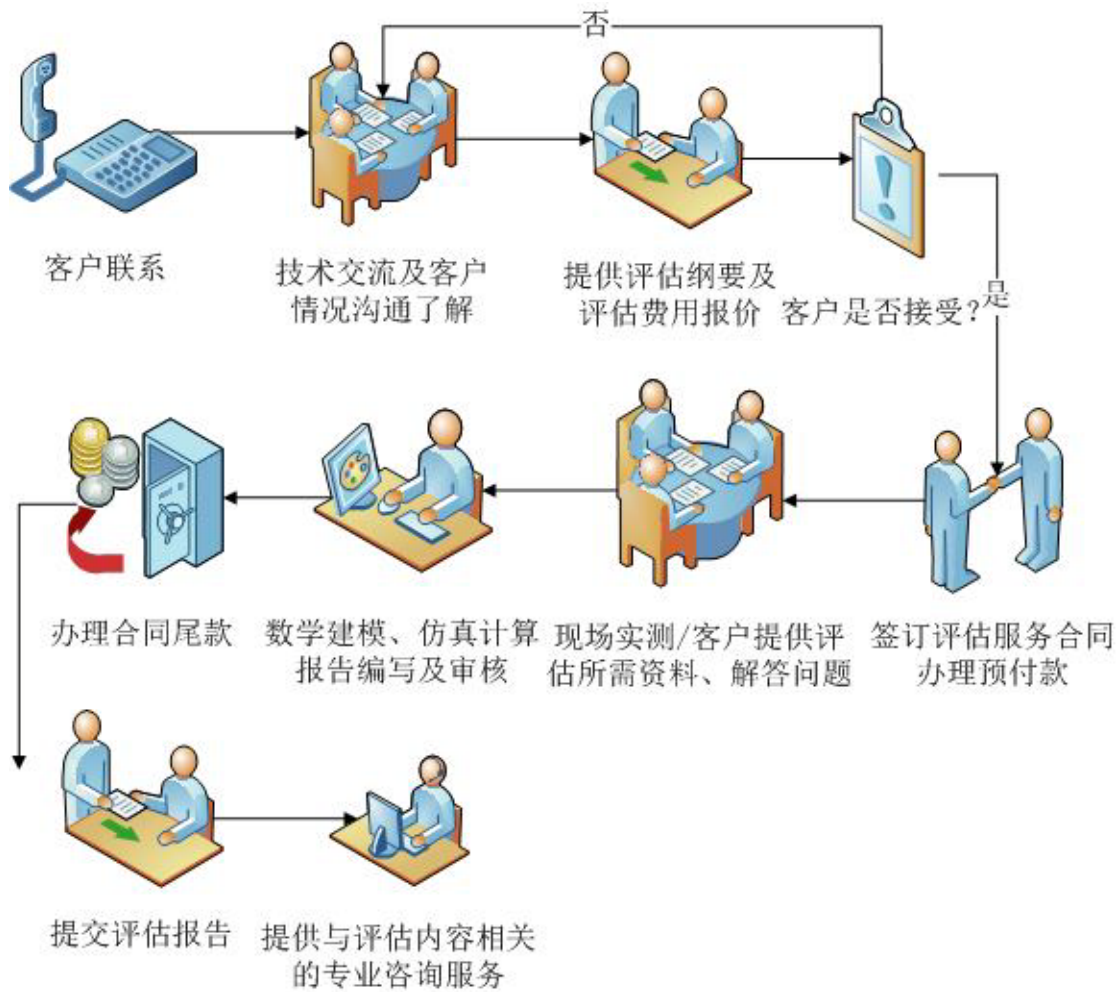 否
客户联系
技术交流及客户
情况沟通了解
提供评估纲要及
评估费用报价
客户是否接受?
是
办理合同尾款
数学建模、仿真计算
报告编写及审核
现场实测/客户提供评
估所需资料、解答问题
签订评估服务合同
办理预付款
提交评估报告
提供与评估内容相关
的专业咨询服务